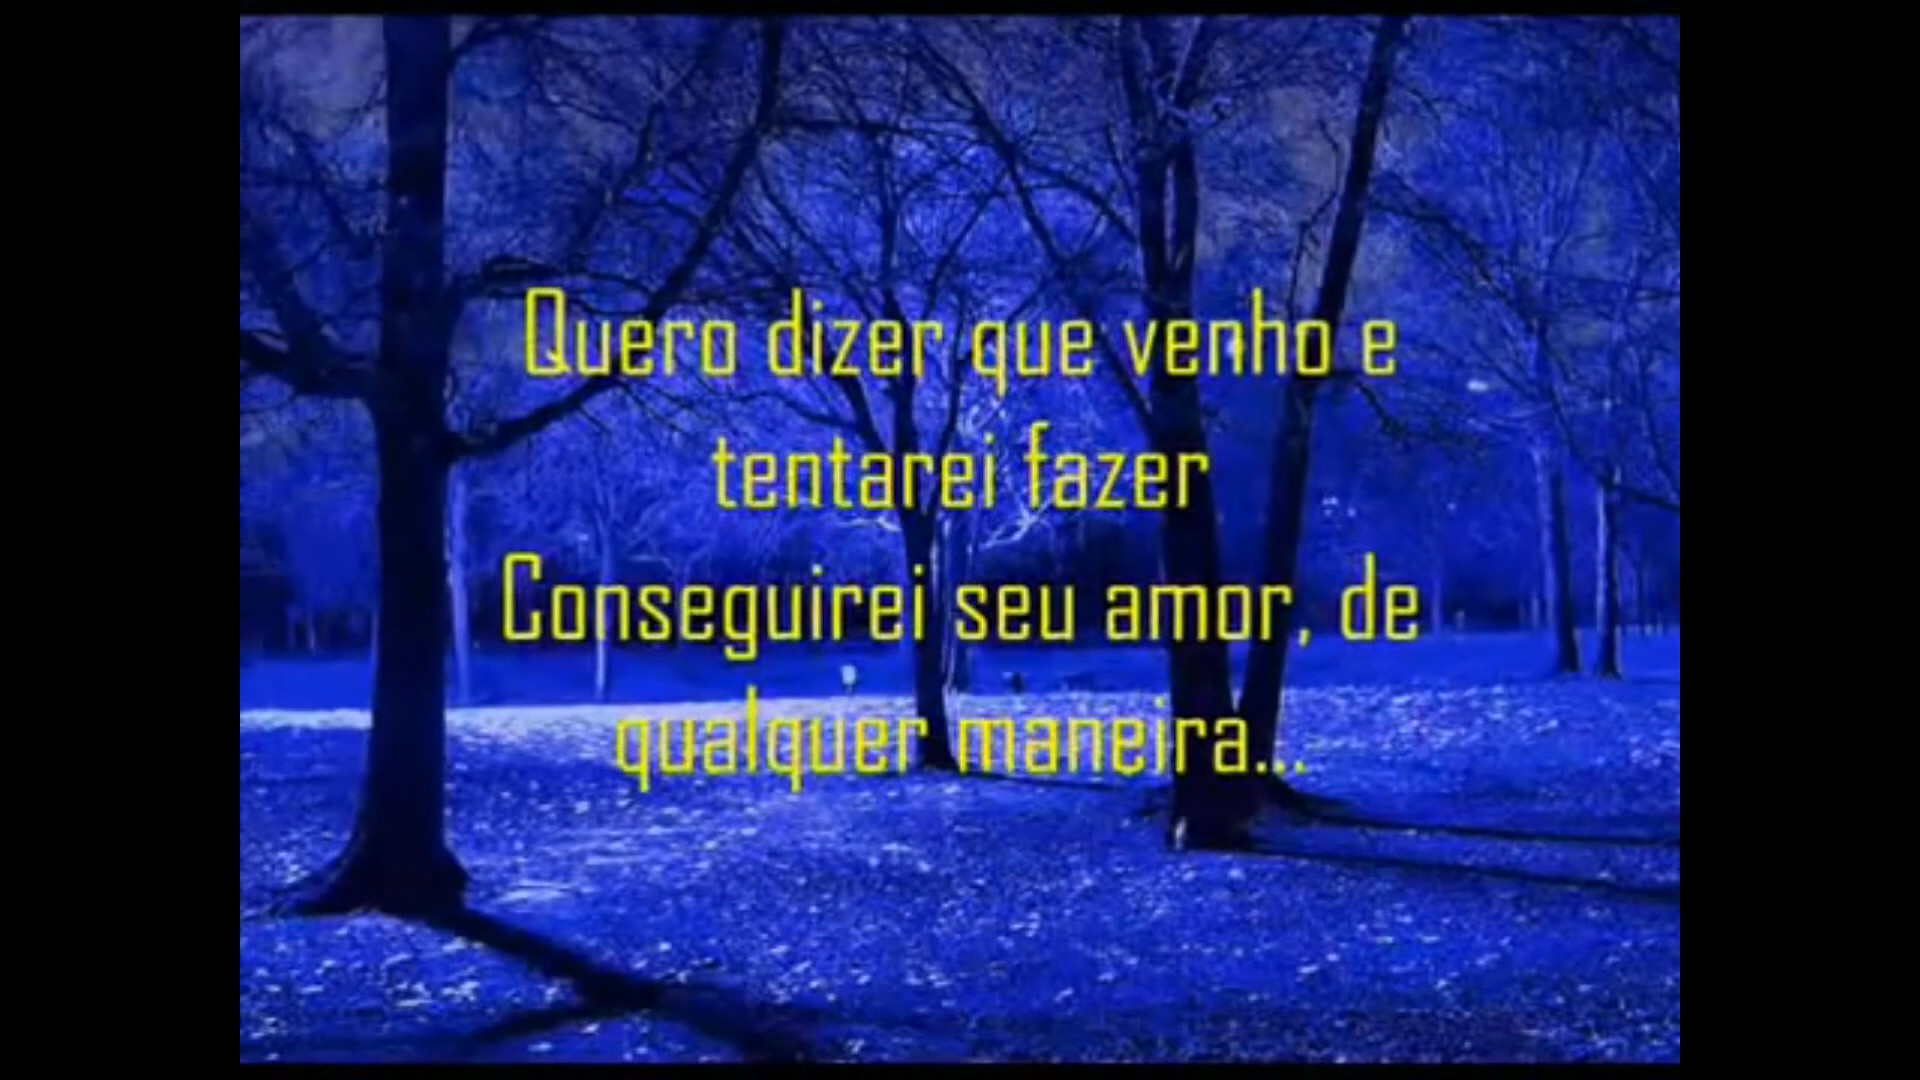 Quero dizer que venho e
tentarei fazer
Conseguirei seu amor, de
qualquer maneira...